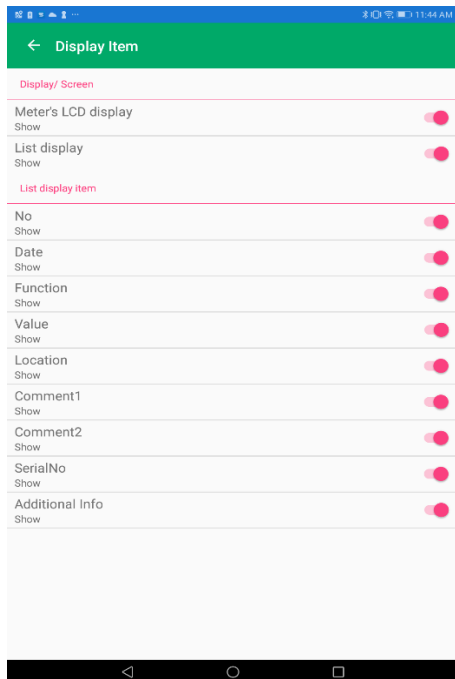 11:44 AM
Display Item
Display/ Screen
Meter's LCD display
Show
List display
Show
List display item
No
Show
Date
Show
Function
Show
Value
Show
Location
Show
Comment1
Show
Comment2
Show
SerialNo
Show
Additional Info
Show